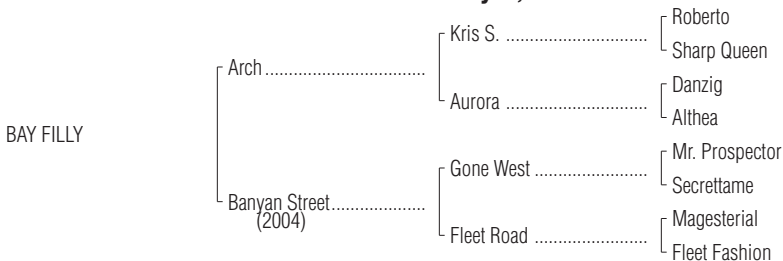 Roberto
Kris S. ....................................
Sharp Queen
Arch .................................
Danzig
Aurora ....................................
Althea
BAY FILLY
Mr. Prospector
Gone West .............................
Secrettame
Banyan Street ...................
(2004)
Magesterial
Fleet Road .............................
Fleet Fashion